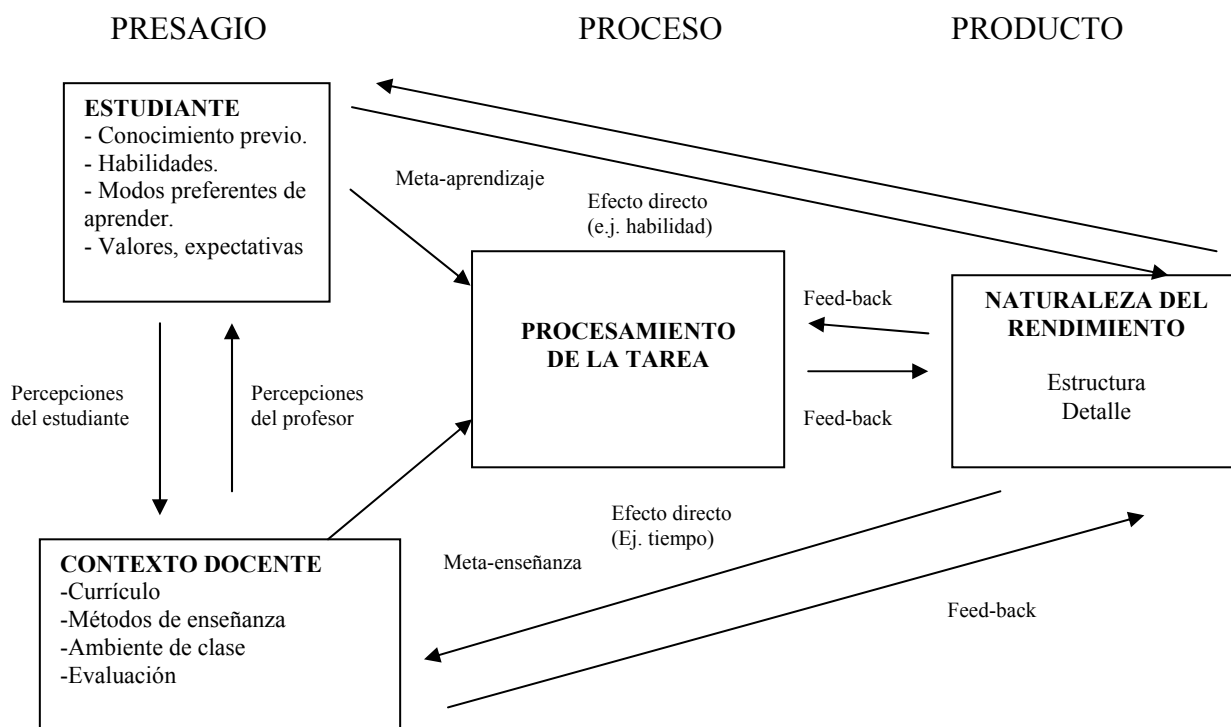 PRESAGIO
PROCESO
PRODUCTO
ESTUDIANTE
- Conocimiento previo.
- Habilidades.
- Modos preferentes de
aprender.
- Valores, expectativas
Meta-aprendizaje
Efecto directo
(e.j. habilidad)
PROCESAMIENTO
DE LA TAREA
Feed-back
Feed-back
NATURALEZA DEL
RENDIMIENTO
Estructura
Detalle
Percepciones
del estudiante
Percepciones
del profesor
CONTEXTO DOCENTE
-Currículo
-Métodos de enseñanza
-Ambiente de clase
-Evaluación
Efecto directo
(Ej. tiempo)
Meta-enseñanza
Feed-back